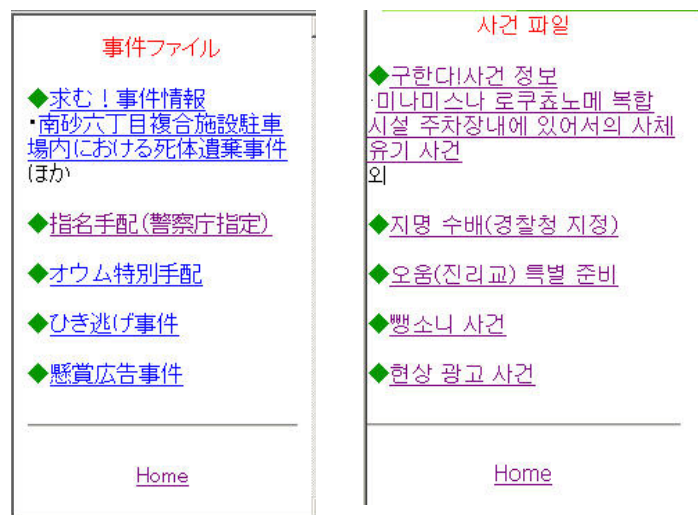 事件ファイル
◆求む！事件情報
・南砂六丁目複合施設駐車
場内における死体遺棄事件
ほか
◆指名手配(警察庁指定)
◆オウム特別手配
◆ひき逃げ事件
◆懸賞広告事件
Home
사건 파일
◆구한다!사건 정보
·미나미스나 로쿠쵸노메 복합
시설 주차장내에 있어서의 사체
유기 사건
외
◆지명 수배(경찰청 지정)
◆오움(진리교) 특별 준비
◆뺑소니 사건
◆현상 광고 사건
Home